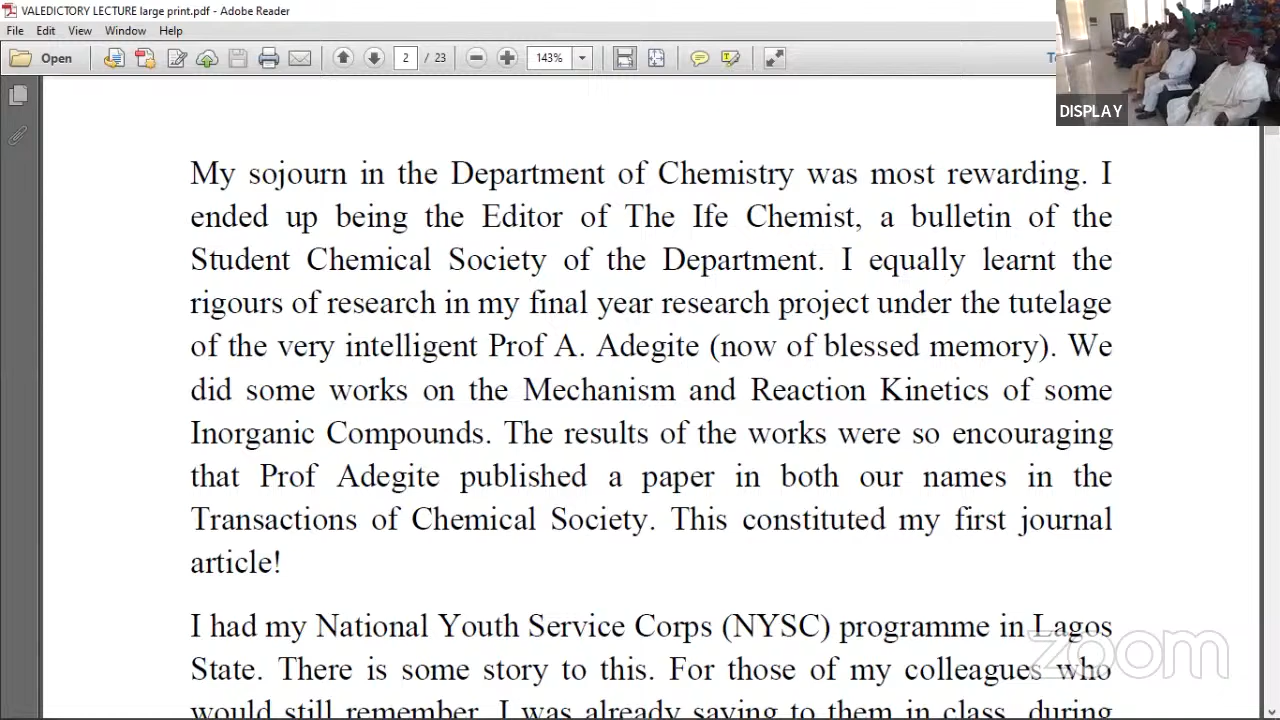 VALEDICTORY LECTURE large print.pdf - Adobe Reader
File Edit View Window Help
Open 2 / 23 143%
DISPLAY
My sojourn in the Department of Chemistry was most rewarding. I
ended up being the Editor of The Ife Chemist, a bulletin of the
Student Chemical Society of the Department. I equally learnt the
rigours of research in my final year research project under the tutelage
of the very intelligent Prof A. Adegite (now of blessed memory). We
did some works on the Mechanism and Reaction Kinetics of some
Inorganic Compounds. The results of the works were so encouraging
that Prof Adegite published a paper in both our names in the
Transactions of Chemical Society. This constituted my first journal
article!
I had my National Youth Service Corps (NYSC) programme in Lagos
State. There is some story to this. For those of my colleagues who
would still remember, I was already saying to them in class, during
zoom